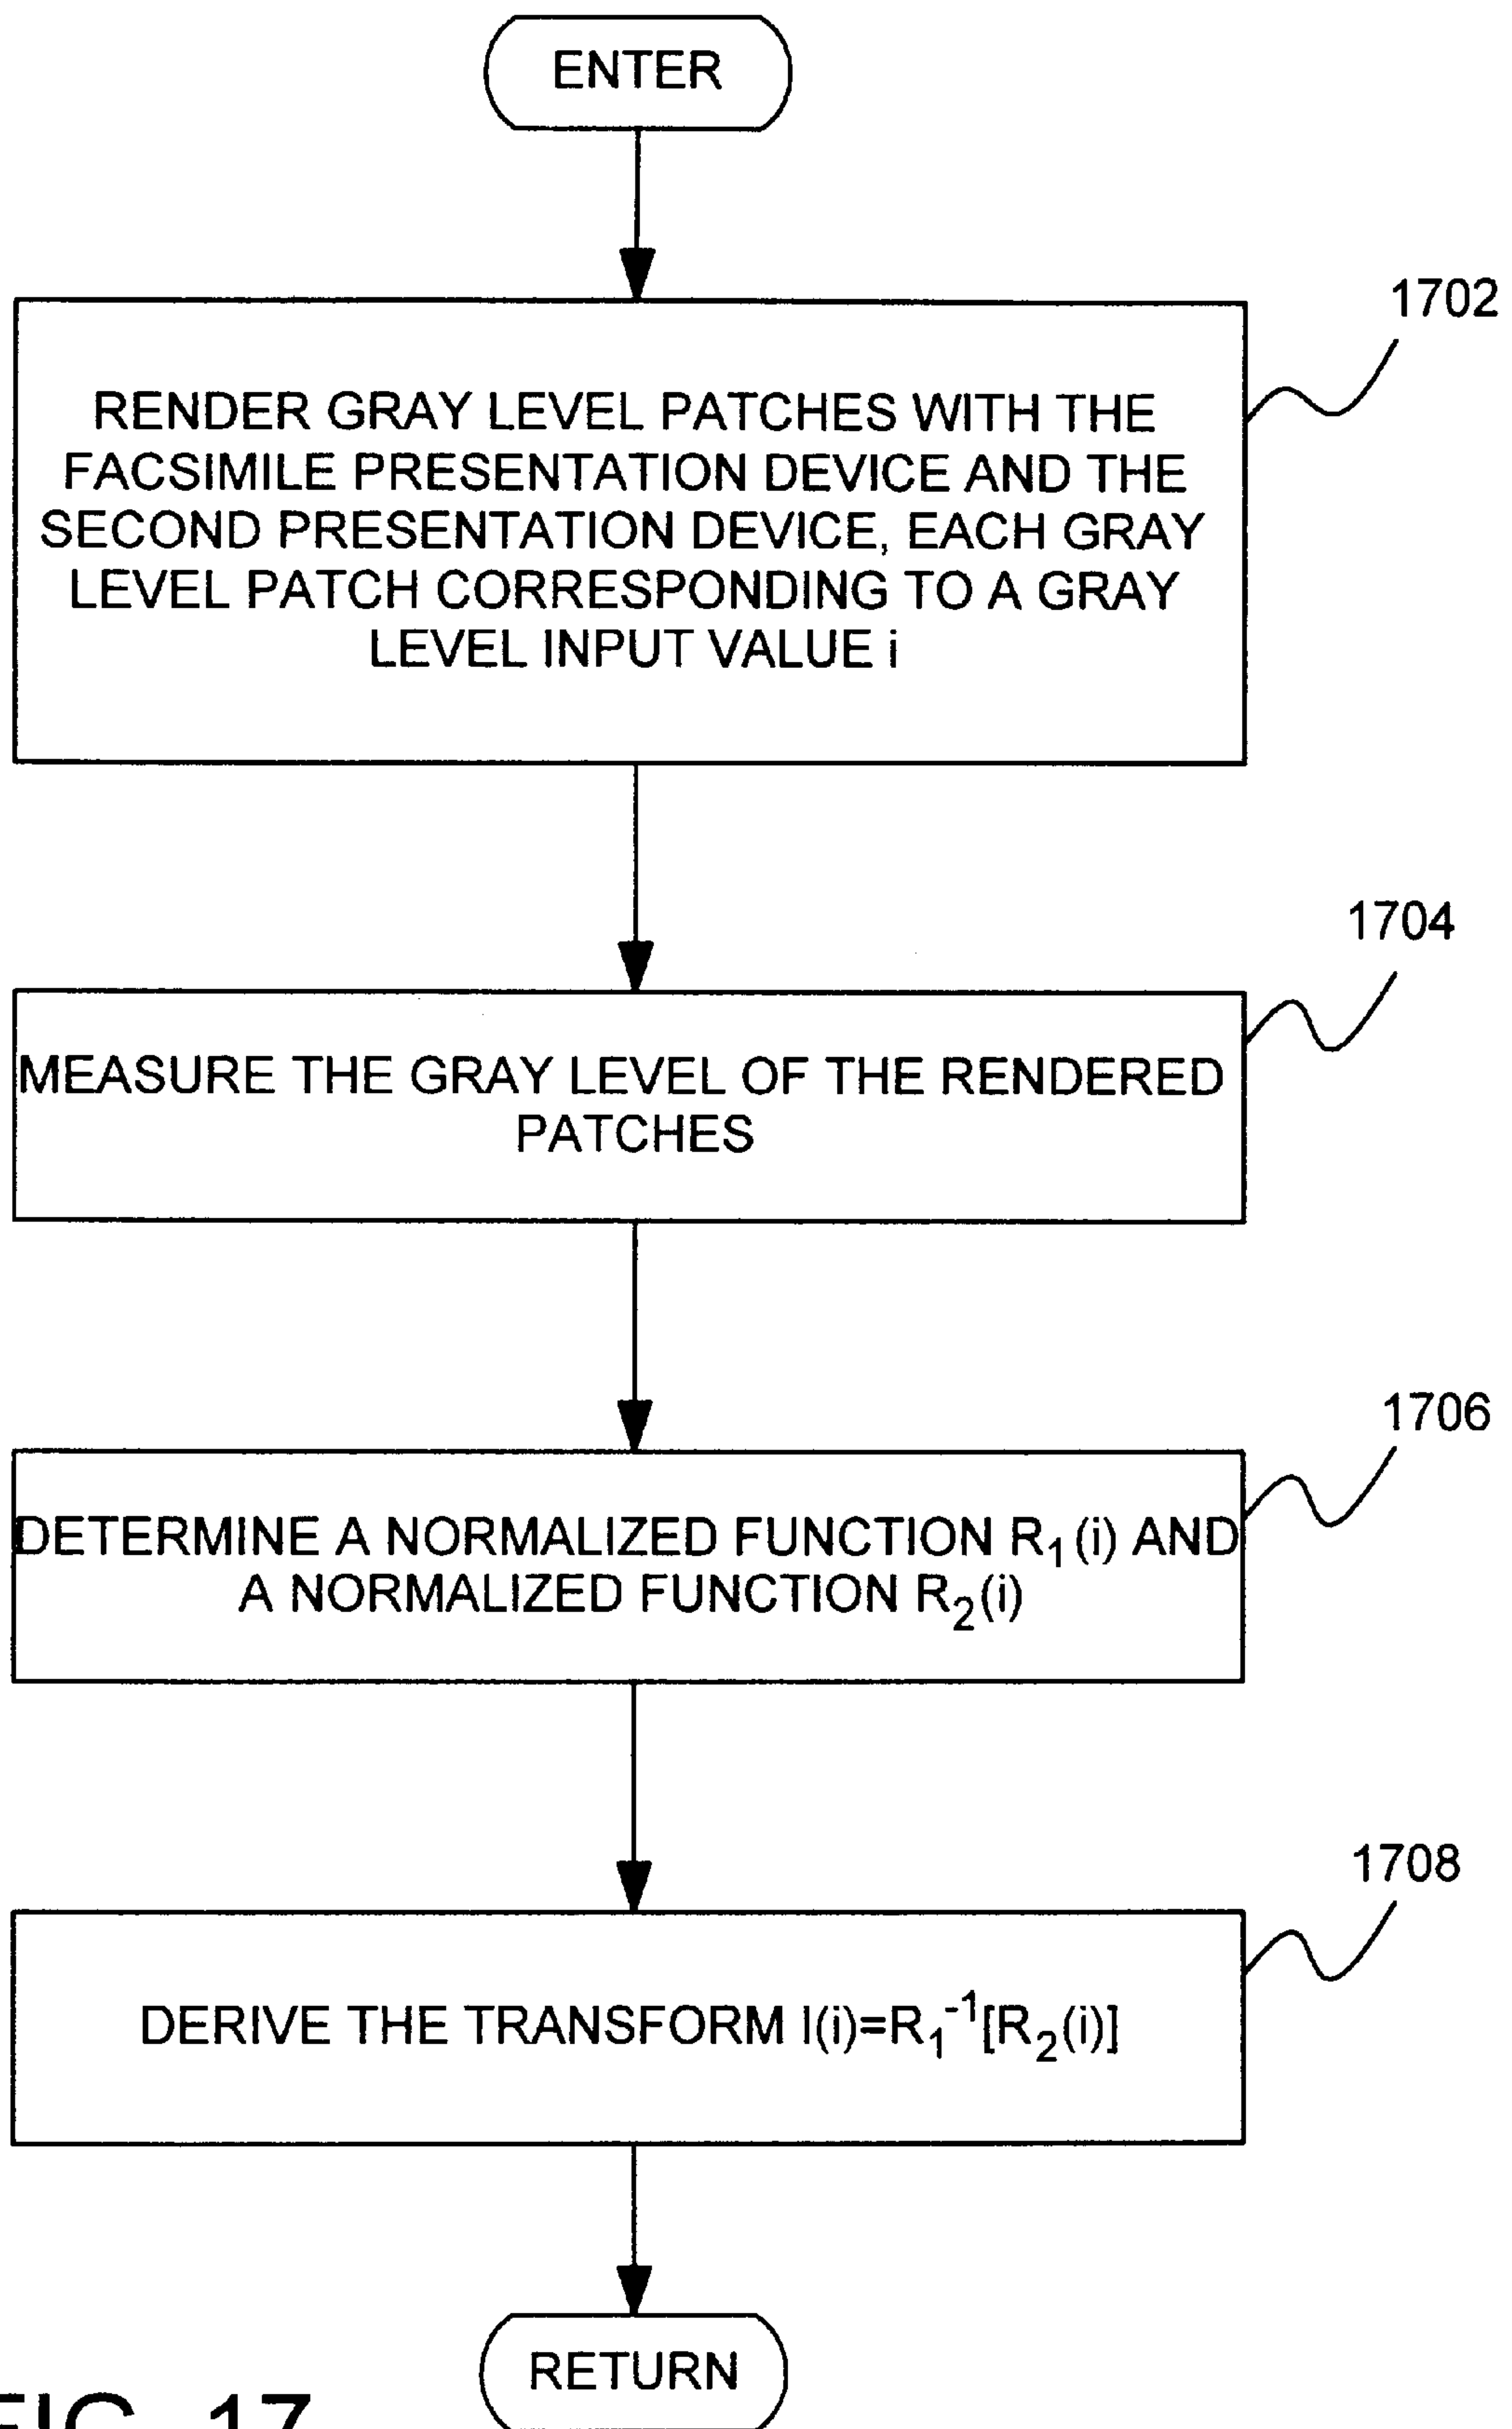 ENTER
1702
RENDER GRAY LEVEL PATCHES WITH THE
FACSIMILE PRESENTATION DEVICE AND THE
SECOND PRESENTATION DEVICE, EACH GRAY
LEVEL PATCH CORRESPONDING TO A GRAY
LEVEL INPUT VALUE i
1704
MEASURE THE GRAY LEVEL OF THE RENDERED
PATCHES
1706
DETERMINE A NORMALIZED FUNCTION R₁(i) AND
A NORMALIZED FUNCTION R₂(i)
1708
DERIVE THE TRANSFORM I(i)=R₁⁻¹[R₂(i)]
RETURN
FIG. 17